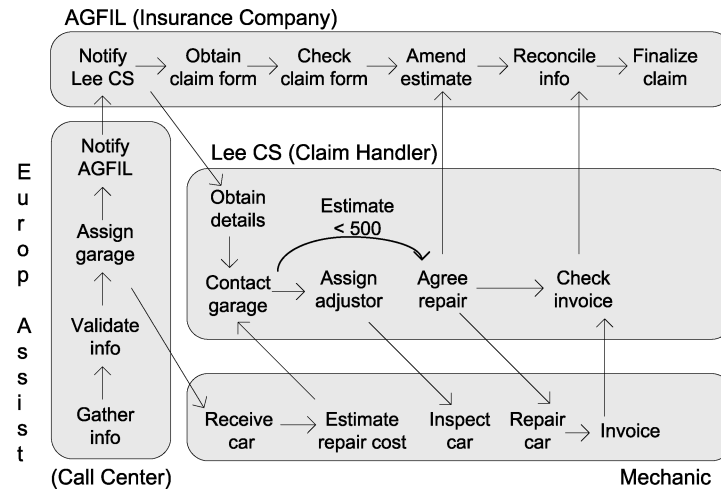 AGFIL (Insurance Company)
Notify
Lee CS
Obtain
claim form
Check
claim form
Amend
estimate
Reconcile
info
Finalize
claim
Europ Assist
Notify
AGFIL
Assign
garage
Validate
info
Gather
info
(Call Center)
Lee CS (Claim Handler)
Obtain
details
Estimate
< 500
Contact
garage
Assign
adjustor
Agree
repair
Check
invoice
Receive
car
Estimate
repair cost
Inspect
car
Repair
car
Invoice
Mechanic